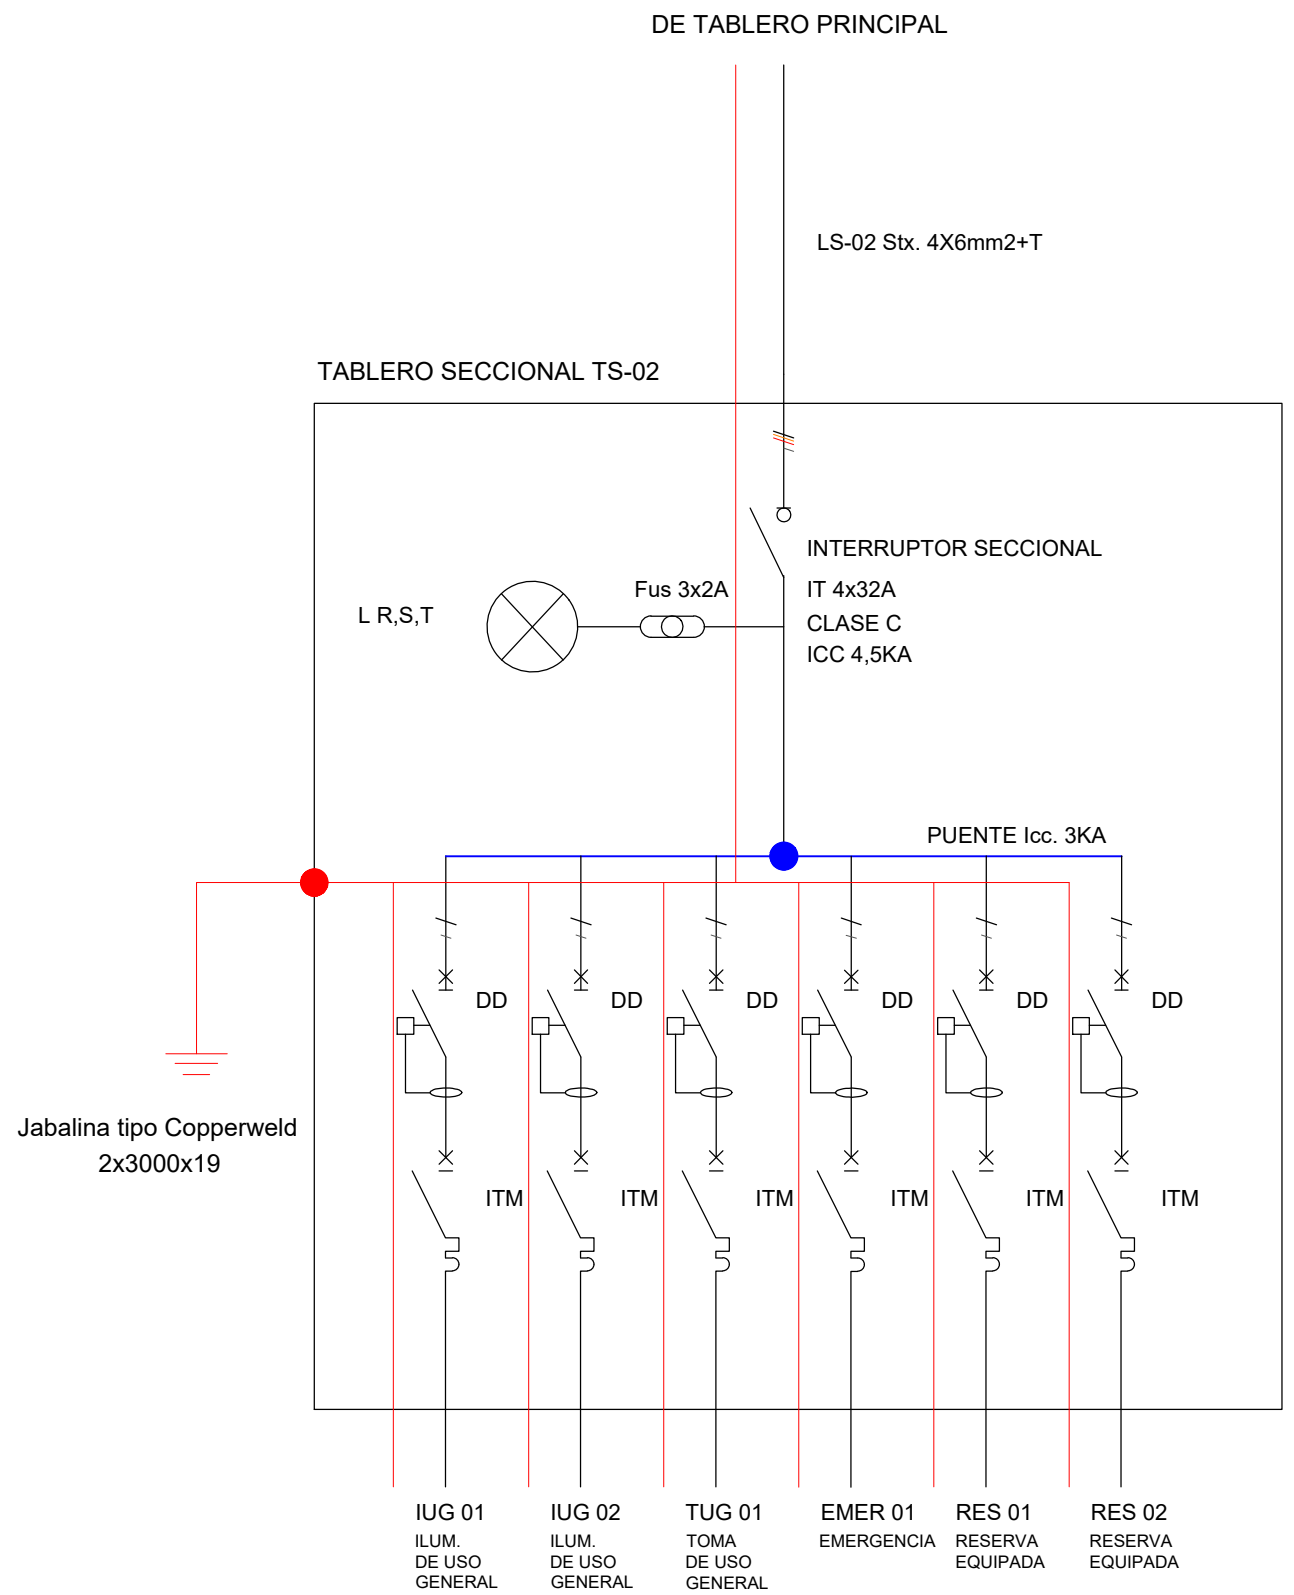 DE TABLERO PRINCIPAL
LS-02 Stx. 4X6mm2+T
TABLERO SECCIONAL TS-02
INTERRUPTOR SECCIONAL
Fus 3x2A
IT 4x32A
L R,S,T
CLASE C
ICC 4,5KA
PUENTE Icc. 3KA
DD
DD
DD
DD
DD
DD
Jabalina tipo Copperweld
2x3000x19
ITM
ITM
ITM
ITM
ITM
ITM
IUG 01
ILUM.
DE USO
GENERAL
IUG 02
ILUM.
DE USO
GENERAL
TUG 01
TOMA
DE USO
GENERAL
EMER 01
EMERGENCIA
RES 01
RESERVA
EQUIPADA
RES 02
RESERVA
EQUIPADA